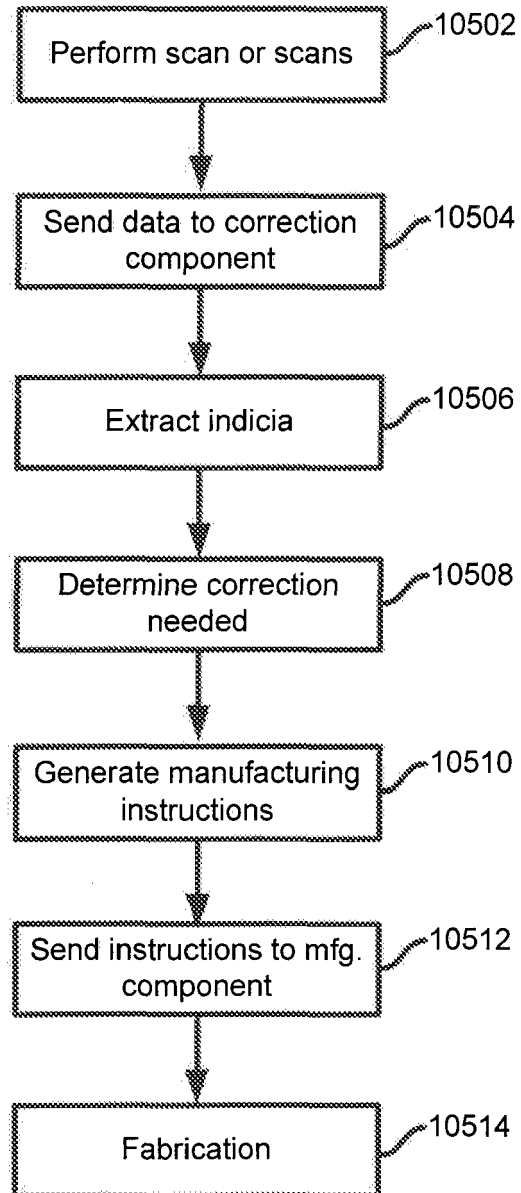 Perform scan or scans
10502
Send data to correction
component
10504
Extract indicia
10506
Determine correction
needed
10508
Generate manufacturing
instructions
10510
Send instructions to mfg.
component
10512
Fabrication
10514